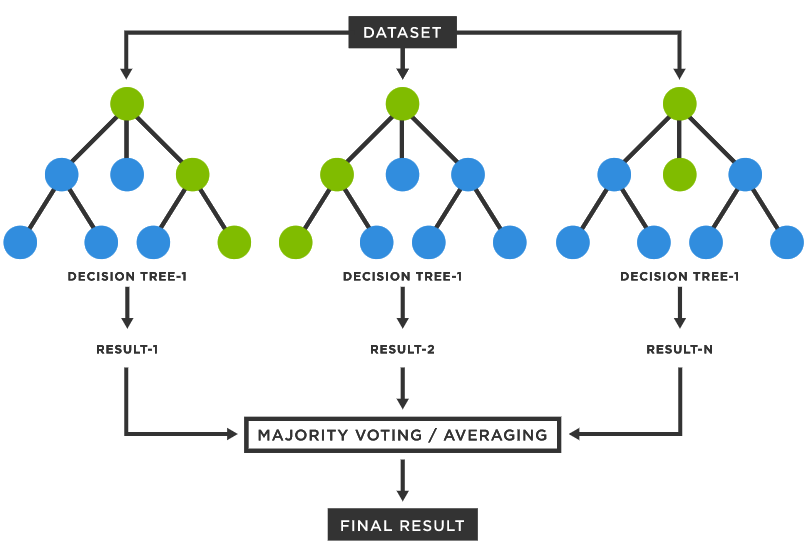 DATASET
DECISION TREE-1
DECISION TREE-1
DECISION TREE-1
RESULT-1
RESULT-2
RESULT-N
MAJORITY VOTING / AVERAGING
FINAL RESULT